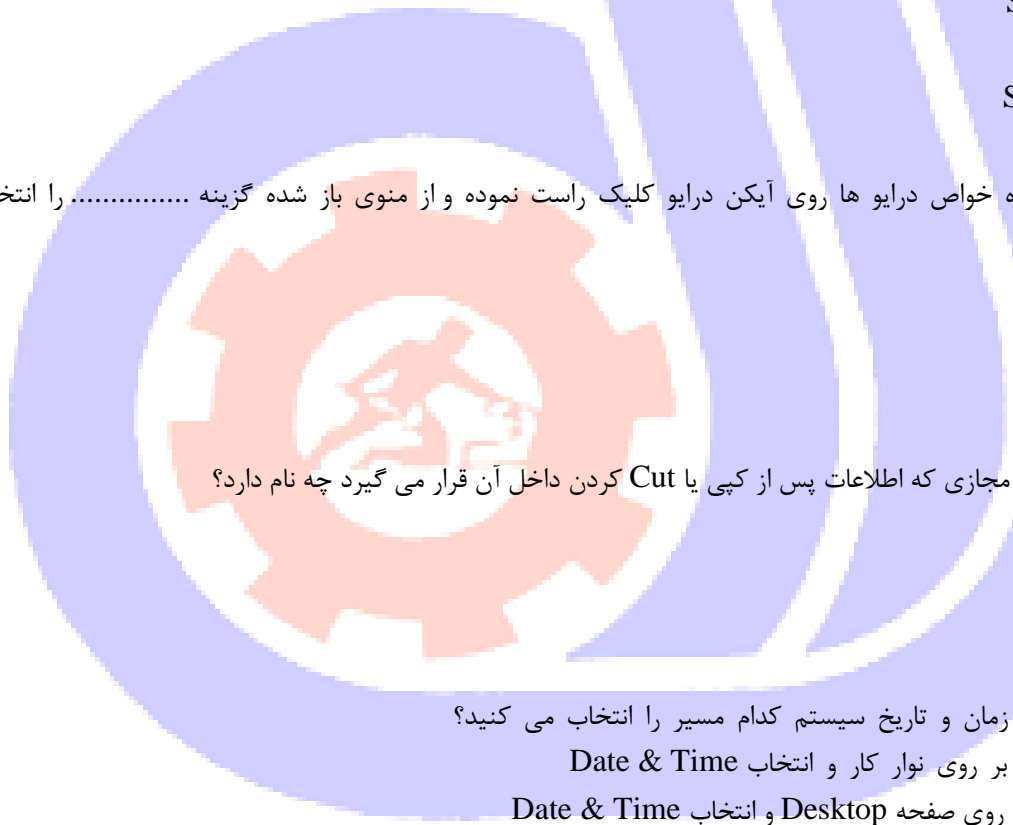 S
S
خواص درایو ها روی آیکن درایو کلیک راست نموده و از منوی باز شده گزینه ............... را
مجازی که اطلاعات پس از کپی یا Cut کردن داخل آن قرار می گیرد چه نام دارد؟
زمان و تاریخ سیستم کدام مسیر را انتخاب می کنید؟
بر روی نوار کار و انتخاب Date & Time
روی صفحه Desktop و انتخاب Date & Time